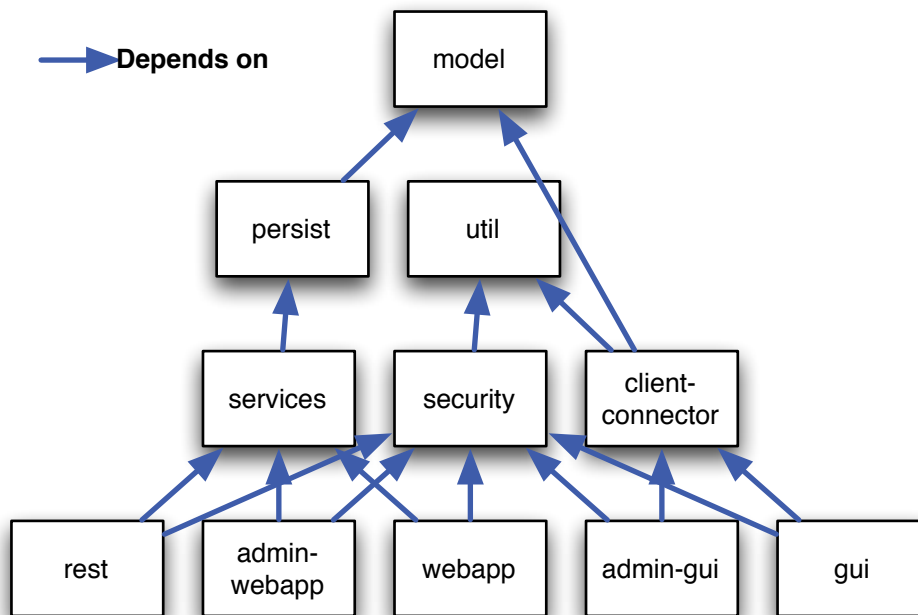 Depends on
model
persist
util
services
security
client-
connector
rest
admin-
webapp
webapp
admin-gui
gui